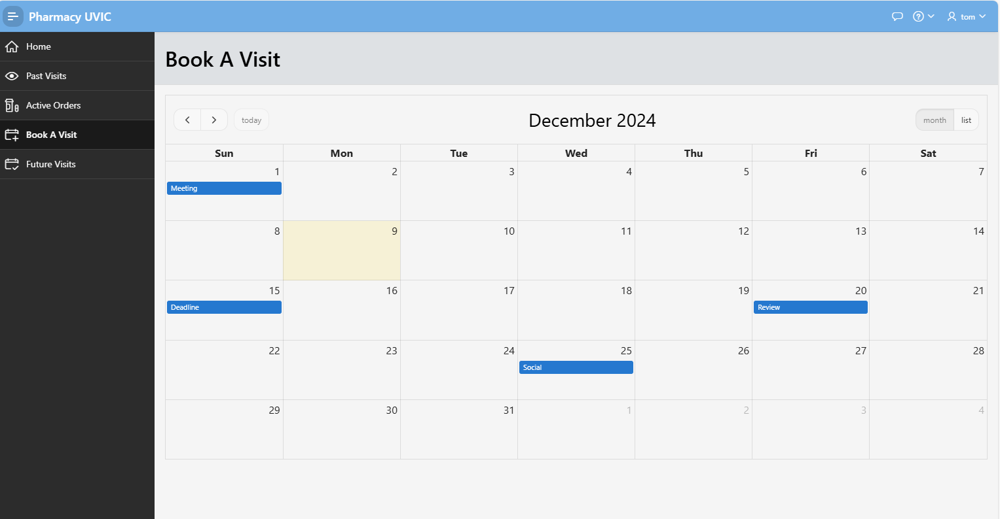 Pharmacy UVIC
tom
Home
Past Visits
Active Orders
Book A Visit
Future Visits
Book A Visit
today
December 2024
month list
Sun Mon Tue Wed Thu Fri Sat
1 2 3 4 5 6 7
Meeting
8 9 10 11 12 13 14
15 16 17 18 19 20 21
Deadline Review
22 23 24 25 26 27 28
Social
29 30 31 1 2 3 4